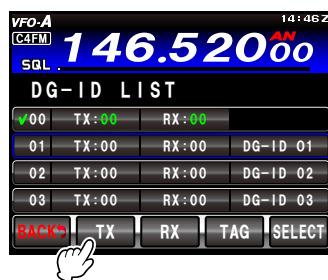 VFO-A 14:46Z
C4FM AN
SQL 146.520 00
DG-ID LIST
✓00 TX:00 RX:00
01 TX:00 RX:00 DG-ID 01
02 TX:00 RX:00 DG-ID 02
03 TX:00 RX:00 DG-ID 03
BACK TX RX TAG SELECT